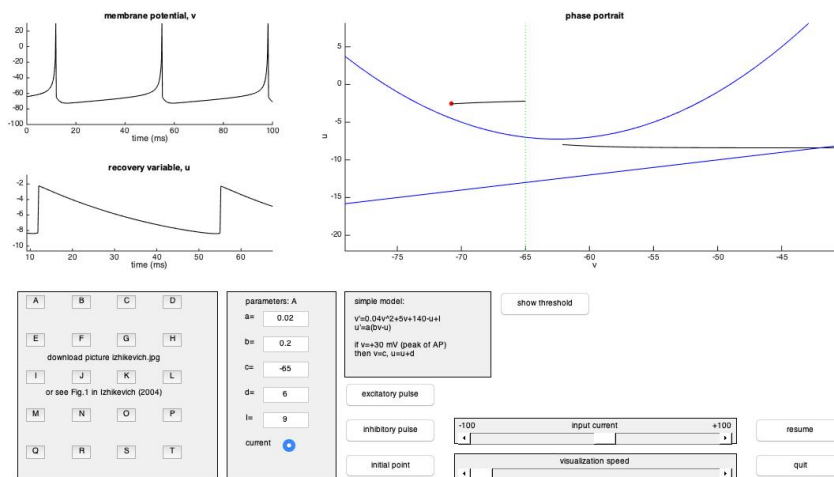 membrane potential, v
20
0
-20
-40
-60
-80
-100
0
20
40
60
80
100
time (ms)
recovery variable, u
-2
-4
-6
-8
-10
10
20
30
40
50
60
time (ms)
phase portrait
5
0
-5
-10
-15
-20
u
-75
-70
-65
-60
-55
-50
-45
v
A B C D
E F G H
download picture izhikevich.jpg
I J K L
or see Fig.1 in Izhikevich (2004)
M N O P
Q R S T
parameters: A
a= 0.02
b= 0.2
c= -65
d= 6
I= 9
current
simple model:
v'=0.04v^2+5v+140-u+I
u'=a(bv-u)
if v=+30 mV (peak of AP)
then v=c, u=u+d
show threshold
excitatory pulse
inhibitory pulse
initial point
-100 input current +100
visualization speed
resume
quit